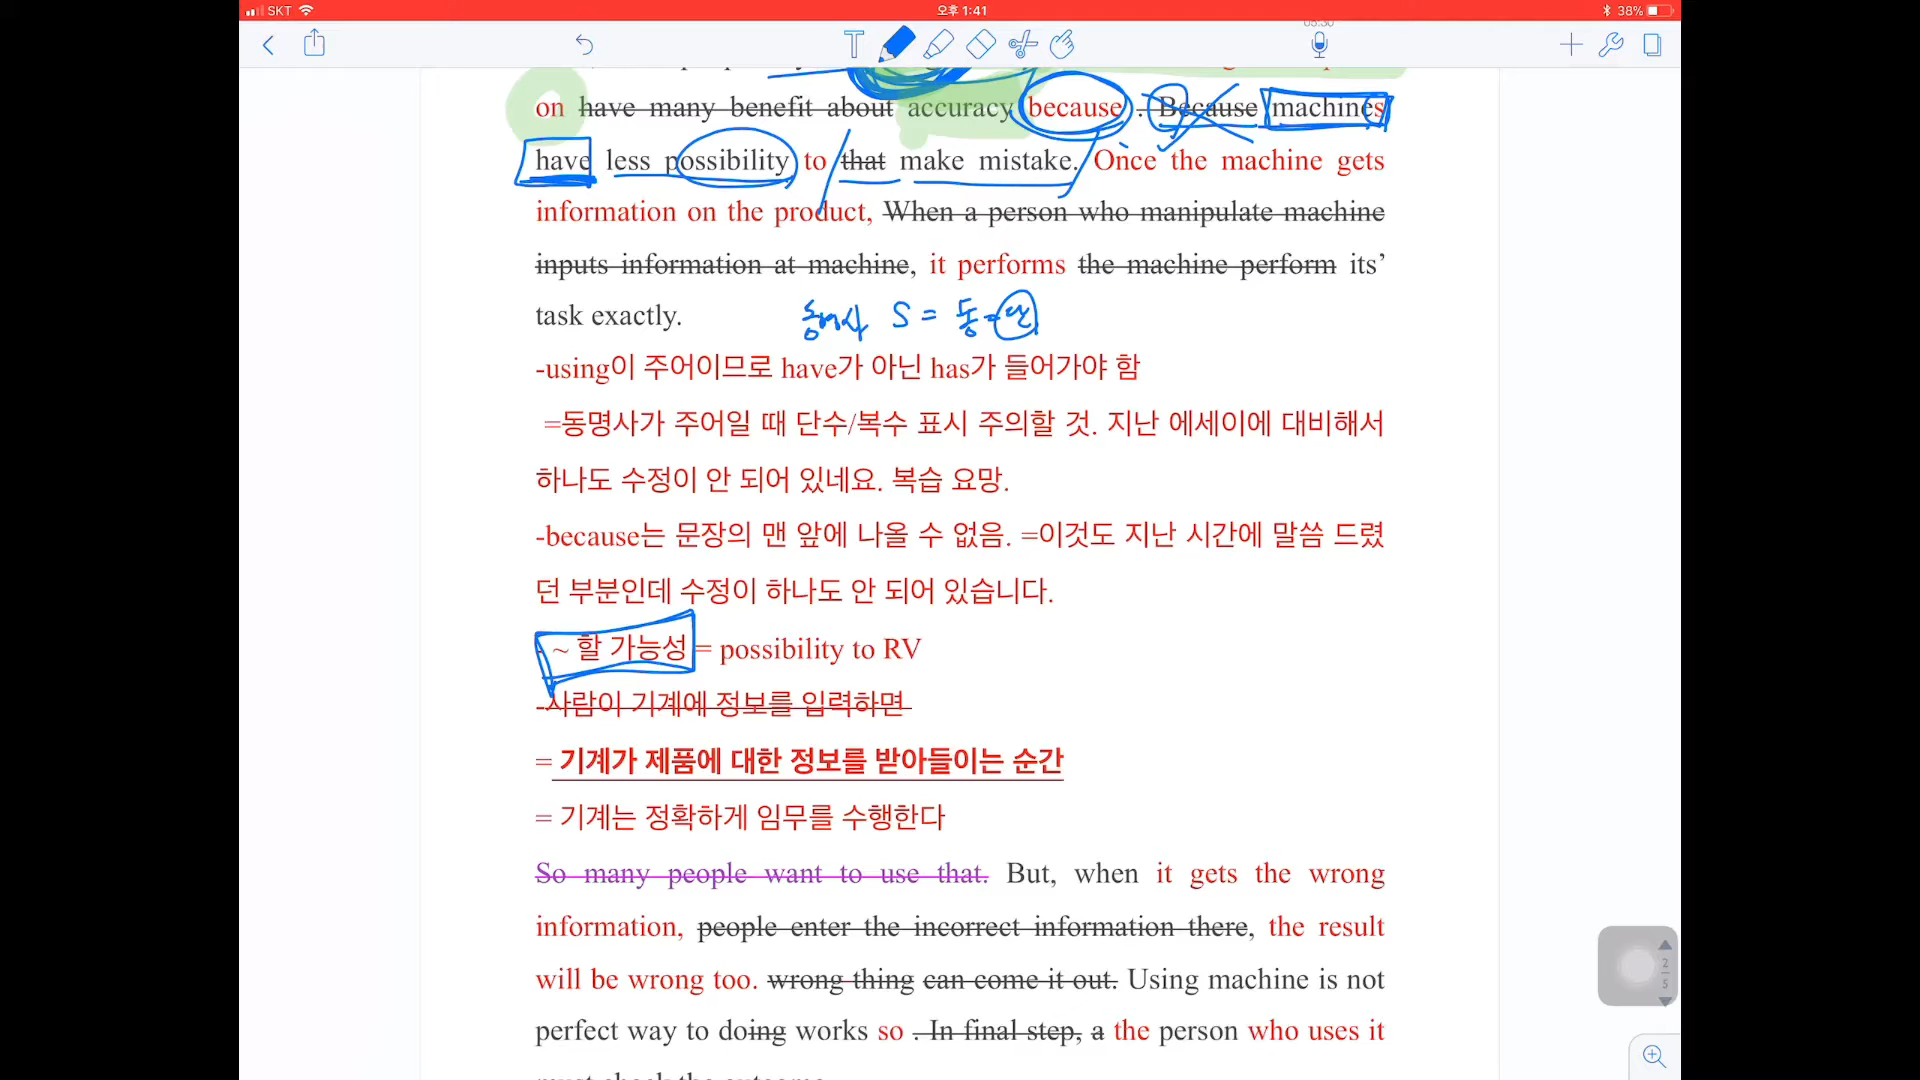 SKT 오후 1:41 38%
05:30
T
on have many benefit about accuracy because . Because machines
have less possibility to that make mistake. Once the machine gets
information on the product, When a person who manipulate machine
inputs information at machine, it performs the machine perform its’
task exactly.
동명사 S = 동 = 단
-using이 주어이므로 have가 아닌 has가 들어가야 함
=동명사가 주어일 때 단수/복수 표시 주의할 것. 지난 에세이에 대비해서
하나도 수정이 안 되어 있네요. 복습 요망.
-because는 문장의 맨 앞에 나올 수 없음. =이것도 지난 시간에 말씀 드렸
던 부분인데 수정이 하나도 안 되어 있습니다.
- ~ 할 가능성 = possibility to RV
-사람이 기계에 정보를 입력하면
= 기계가 제품에 대한 정보를 받아들이는 순간
= 기계는 정확하게 임무를 수행한다
So many people want to use that. But, when it gets the wrong
information, people enter the incorrect information there, the result
will be wrong too. wrong thing can come it out. Using machine is not
perfect way to doing works so . In final step, a the person who uses it
must check the outcome
2
5